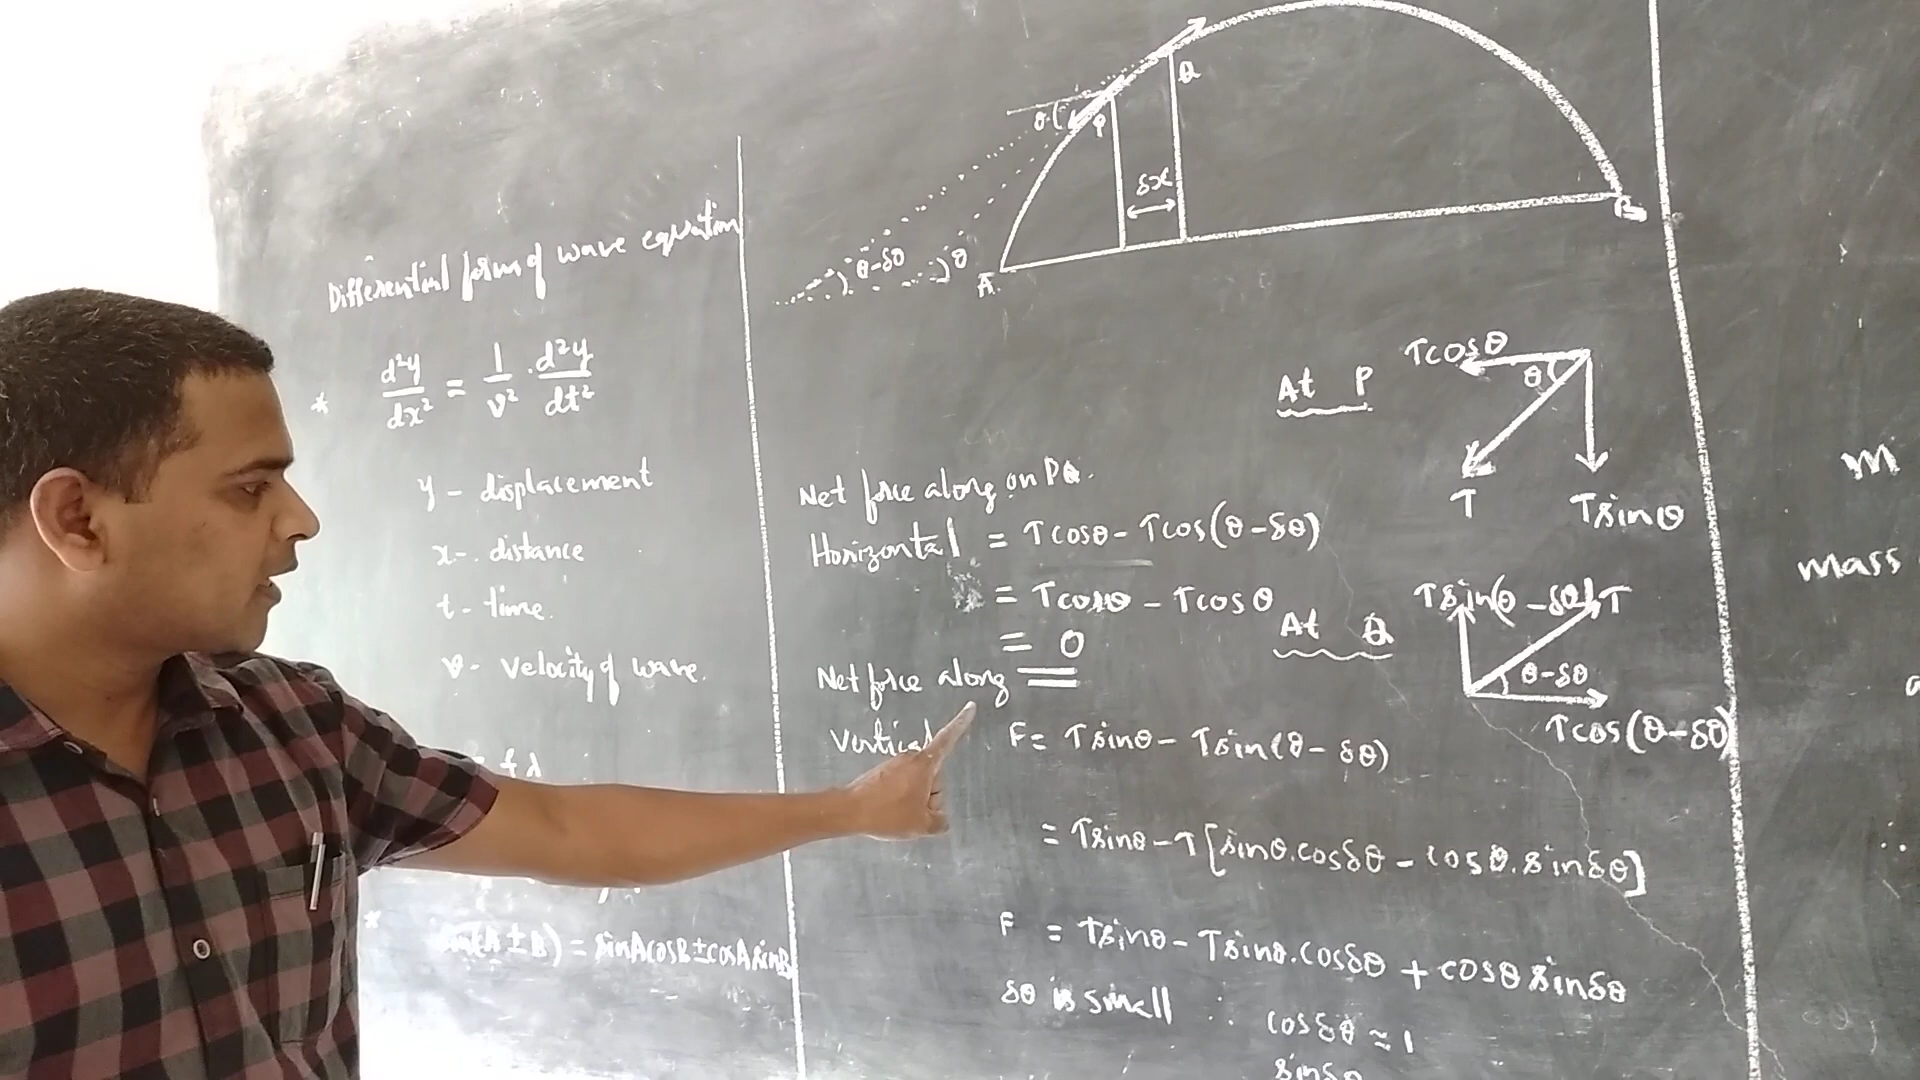 Differential form of wave equation
* d²y/dx² = 1/v² . d²y/dt²
y - displacement
x - distance
t - time.
v - velocity of wave.
= fλ
* sin(A ± B) = sinAcosB ± cosAsinB
Q
θ
P
δx
θ-δθ
θ
A
B
At P
Tcosθ
θ
T
Tsinθ
Net force along on PQ.
Horizontal = Tcosθ - Tcos(θ - δθ)
= Tcosθ - Tcosθ
= 0
At Q
Tsin(θ - δθ)
T
θ-δθ
Tcos(θ-δθ)
Net force along
Vertical F = Tsinθ - Tsin(θ - δθ)
= Tsinθ - T[sinθ.cosδθ - cosθ.sinδθ]
F = Tsinθ - Tsinθ.cosδθ + cosθ sinδθ
δθ is small ∴ cosδθ ≃ 1
sinδθ
m
mass
∴